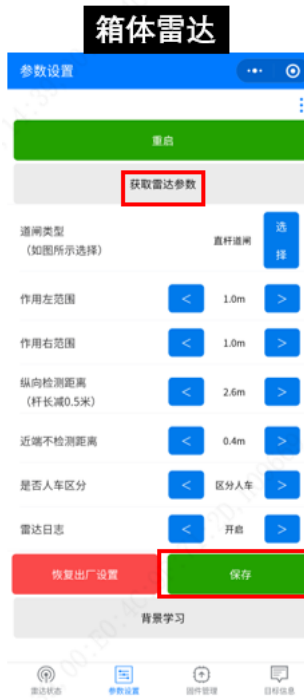 箱体雷达
参数设置
重启
获取雷达参数
道闸类型
（如图所示选择）
直杆道闸
选
择
作用左范围
<
1.0m
>
作用右范围
<
1.0m
>
纵向检测距离
（杆长减0.5米）
<
2.6m
>
近端不检测距离
<
0.4m
>
是否人车区分
<
区分人车
>
雷达日志
<
开启
>
恢复出厂设置
保存
背景学习
雷达状态
参数设置
固件管理
目标信息